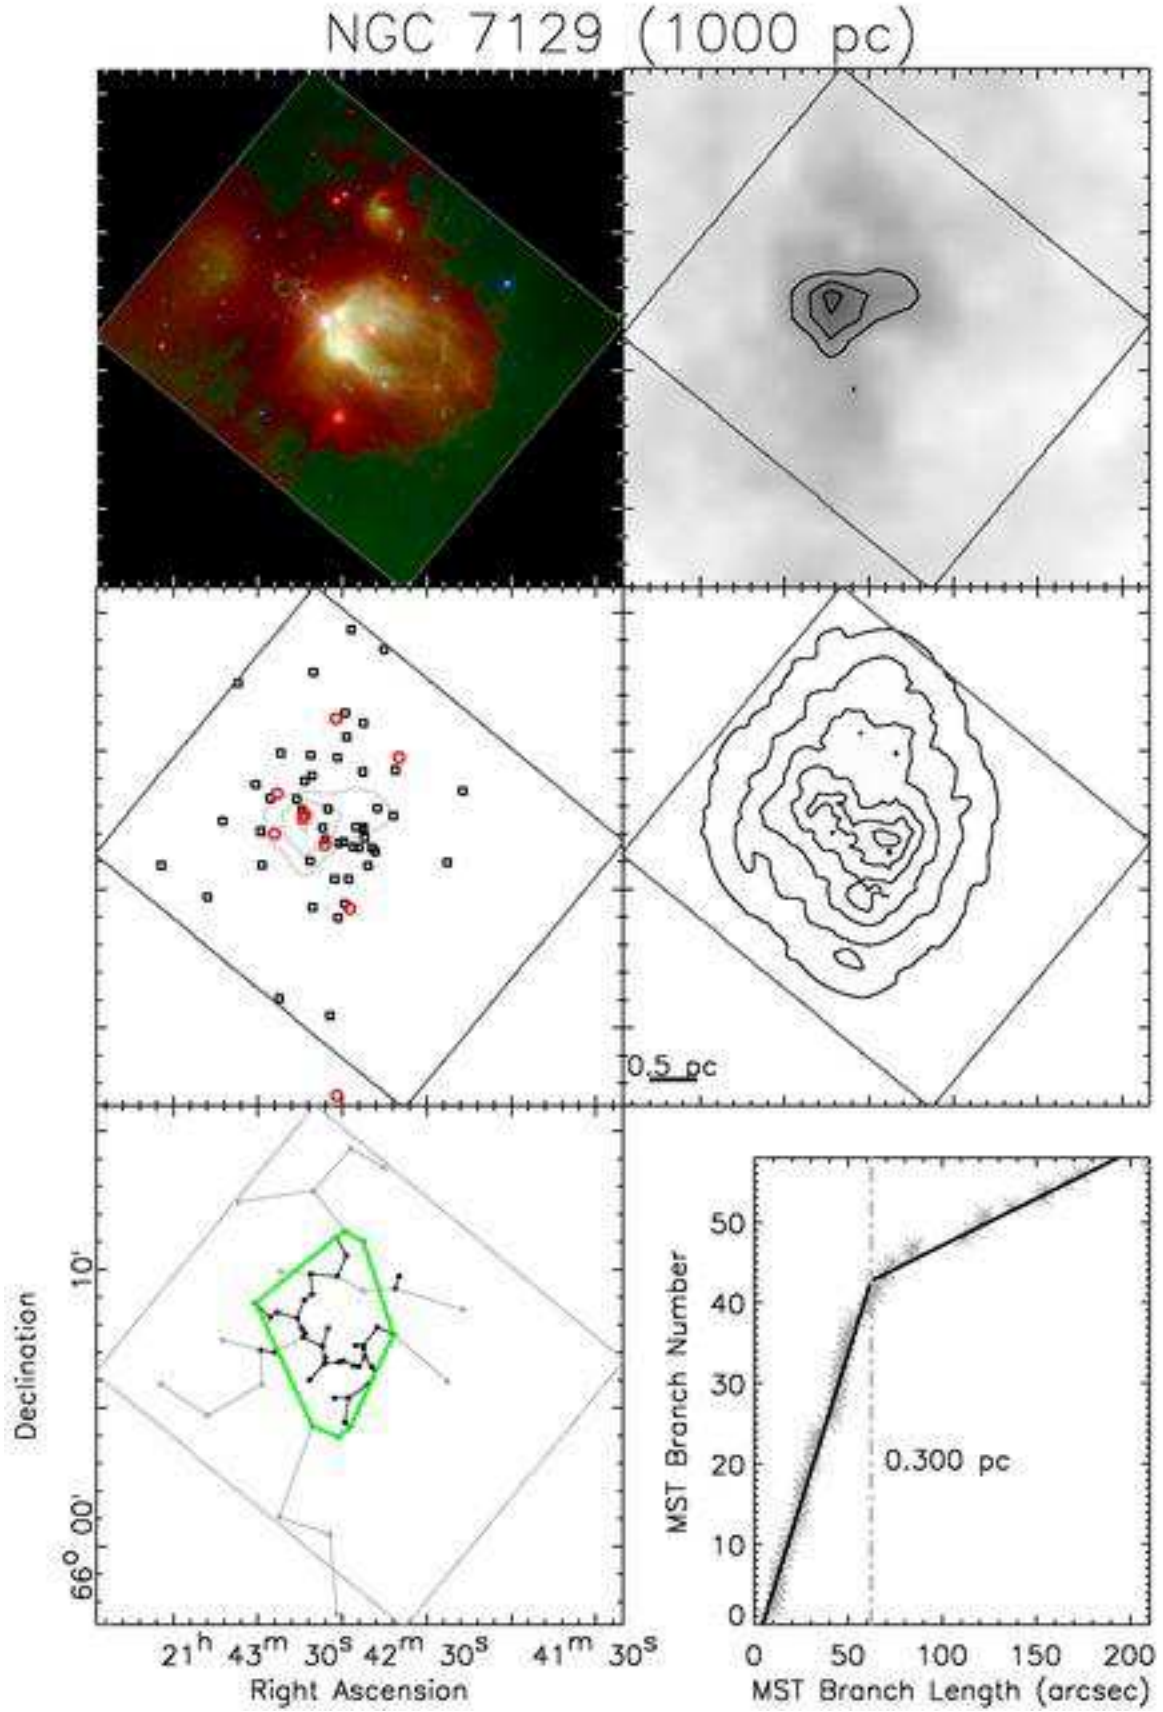 NGC 7129 (1000 pc)
0.5 pc
Declination
10'
66° 00'
21h 43m 30s 42m 30s 41m 30s
Right Ascension
MST Branch Number
50
40
30
20
10
0
0.300 pc
0 50 100 150 200
MST Branch Length (arcsec)